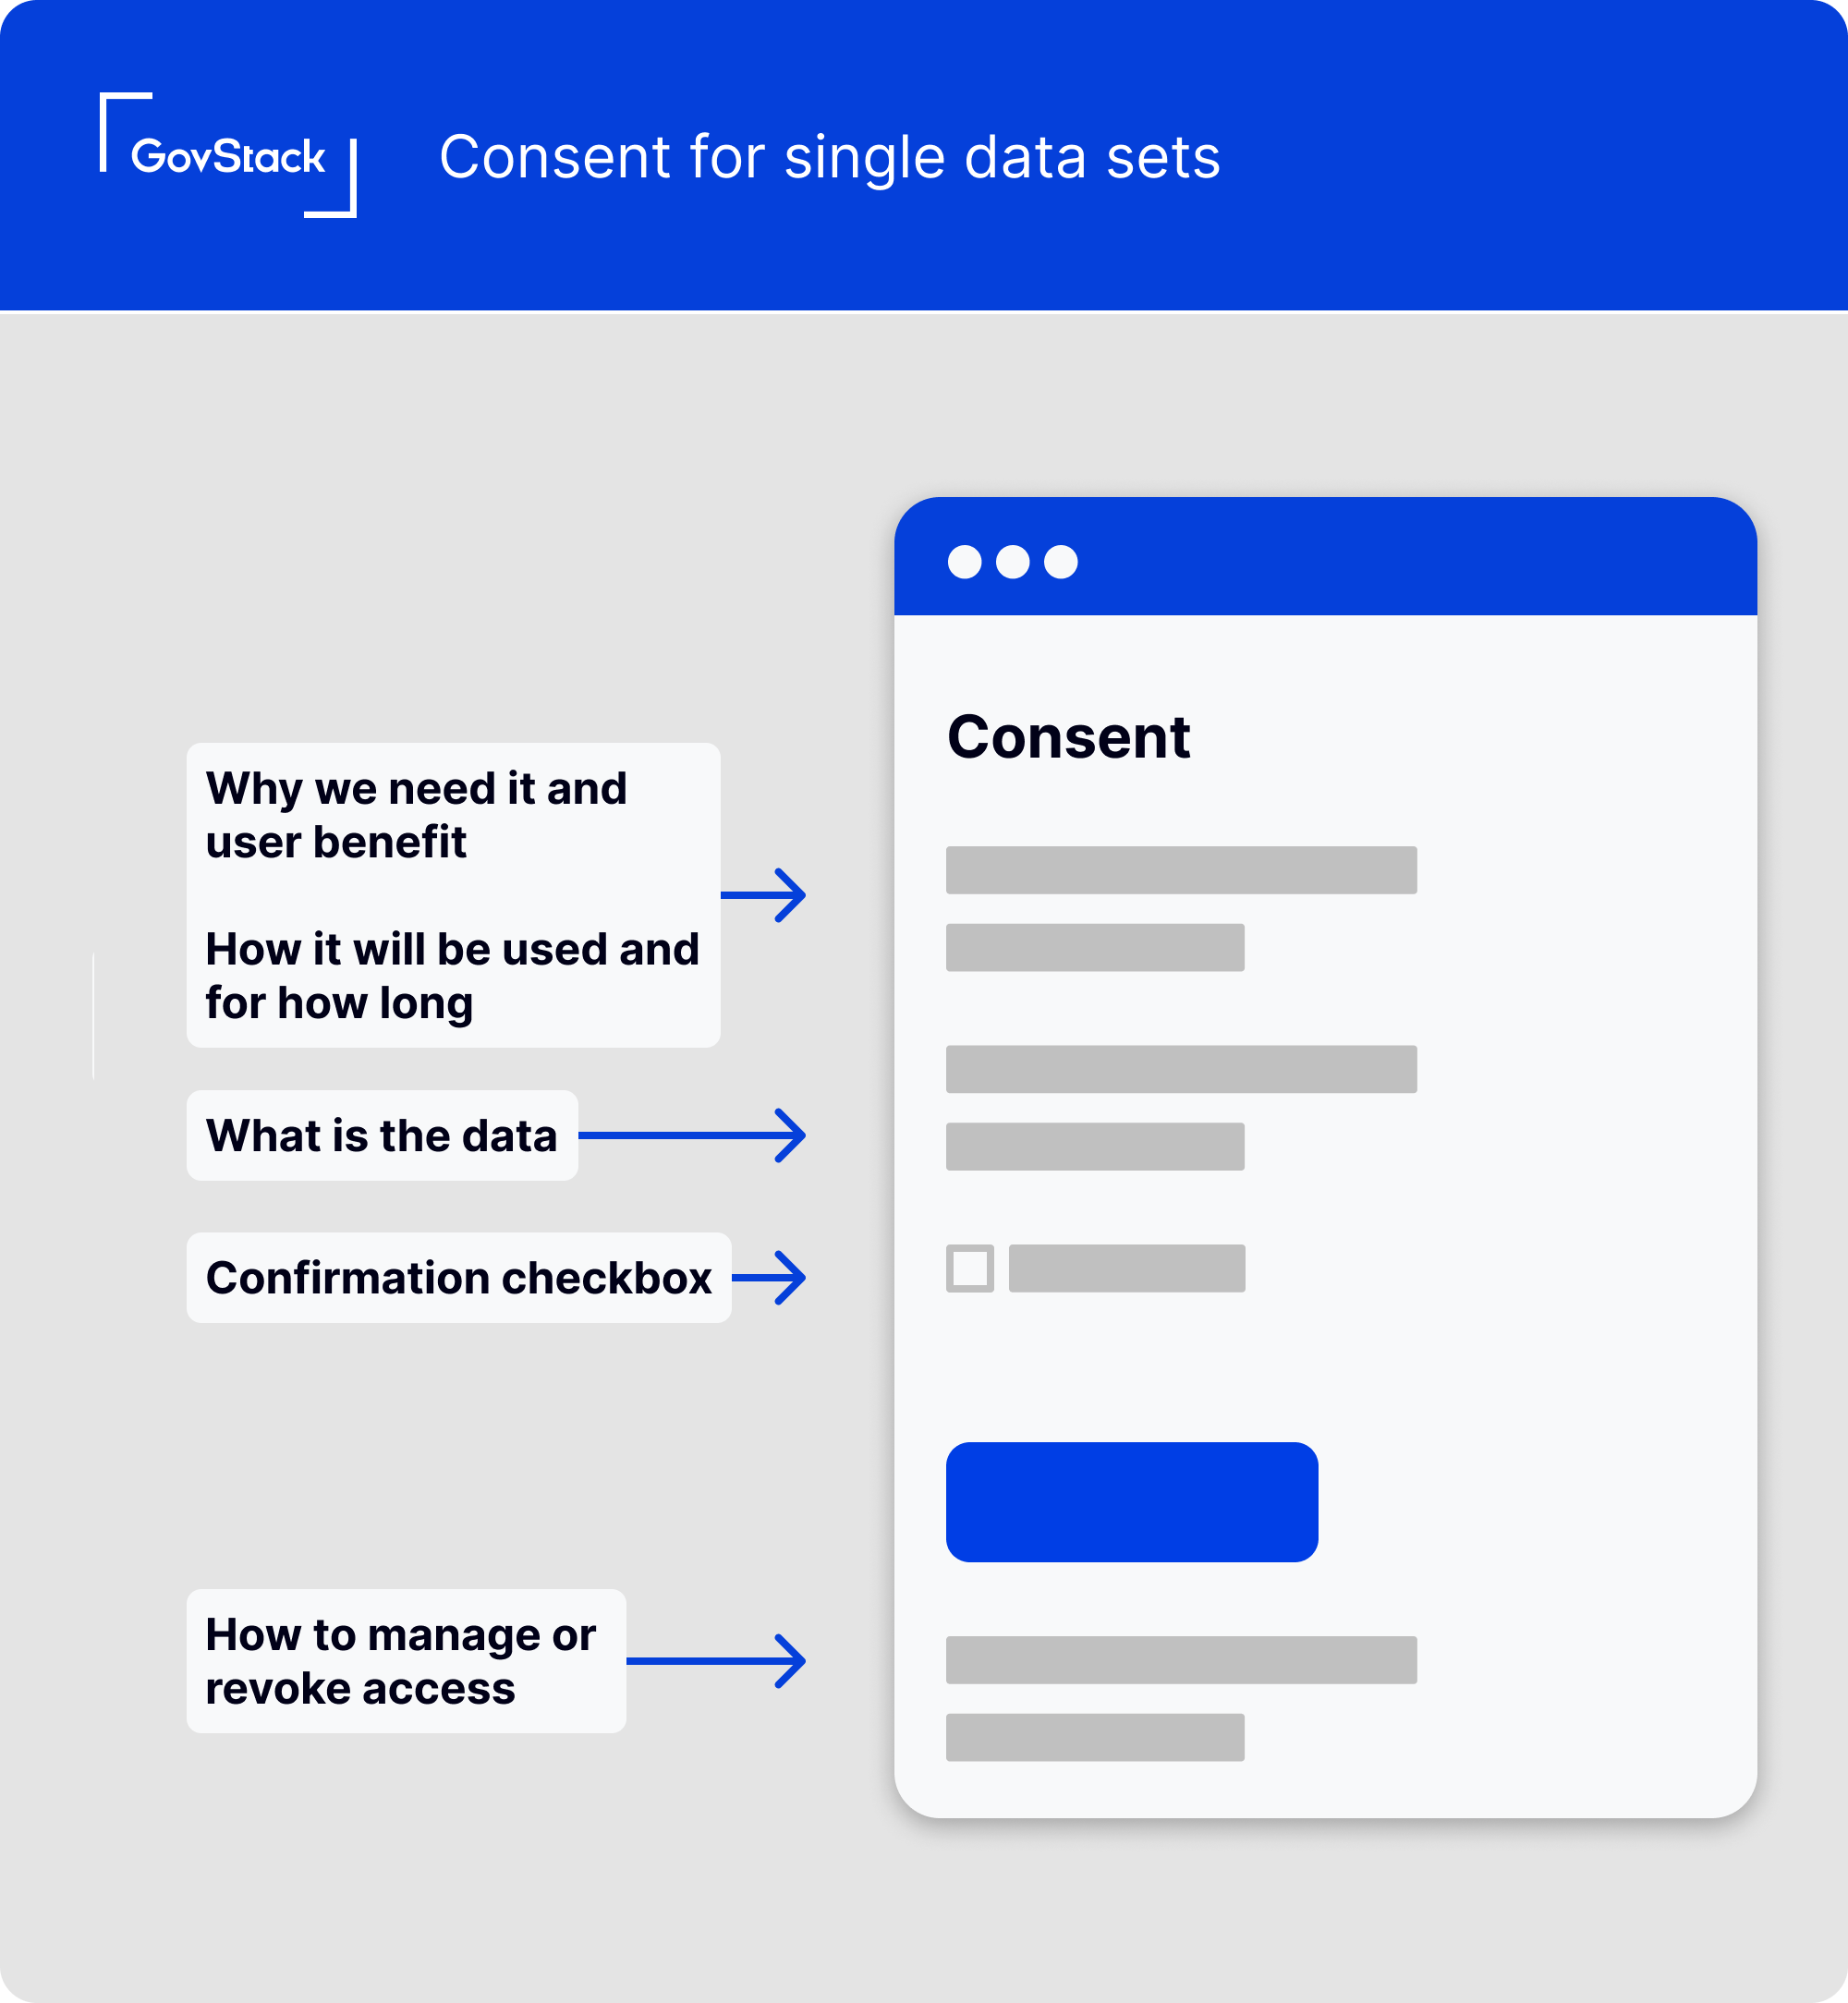 GovStack
Consent for single data sets
Consent
Why we need it and
user benefit
How it will be used and
for how long
What is the data
Confirmation checkbox
How to manage or
revoke access